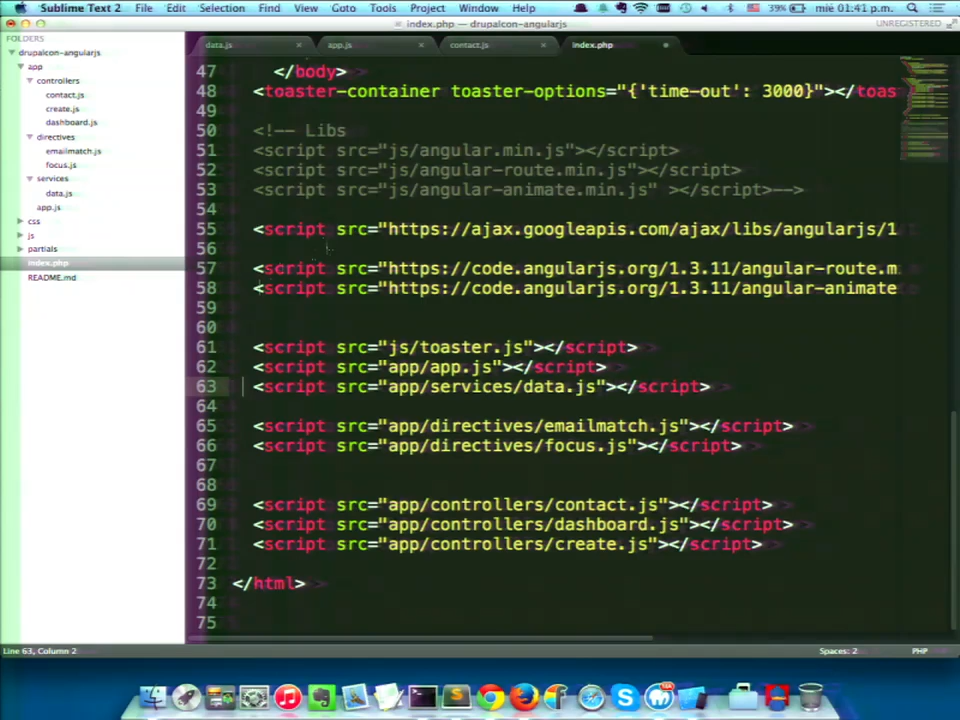 Sublime Text 2 File Edit Selection Find View Goto Tools Project Window Help 39% mié 01:41 p.m.
index.php — drupalcon-angularjs
UNREGISTERED
FOLDERS
drupalcon-angularjs
app
controllers
contact.js
create.js
dashboard.js
directives
emailmatch.js
focus.js
services
data.js
app.js
css
js
partials
index.php
README.md
data.js × app.js × contact.js × index.php
47 </body>
48 <toaster-container toaster-options="{'time-out': 3000}"></toas
49
50 <!-- Libs
51 <script src="js/angular.min.js"></script>
52 <script src="js/angular-route.min.js"></script>
53 <script src="js/angular-animate.min.js" ></script>-->
54
55 <script src="https://ajax.googleapis.com/ajax/libs/angularjs/1
56
57 <script src="https://code.angularjs.org/1.3.11/angular-route.m
58 <script src="https://code.angularjs.org/1.3.11/angular-animate
59
60
61 <script src="js/toaster.js"></script>
62 <script src="app/app.js"></script>
63 <script src="app/services/data.js"></script>
64
65 <script src="app/directives/emailmatch.js"></script>
66 <script src="app/directives/focus.js"></script>
67
68
69 <script src="app/controllers/contact.js"></script>
70 <script src="app/controllers/dashboard.js"></script>
71 <script src="app/controllers/create.js"></script>
72
73 </html>
74
75
Line 63, Column 2
Spaces: 2 PHP